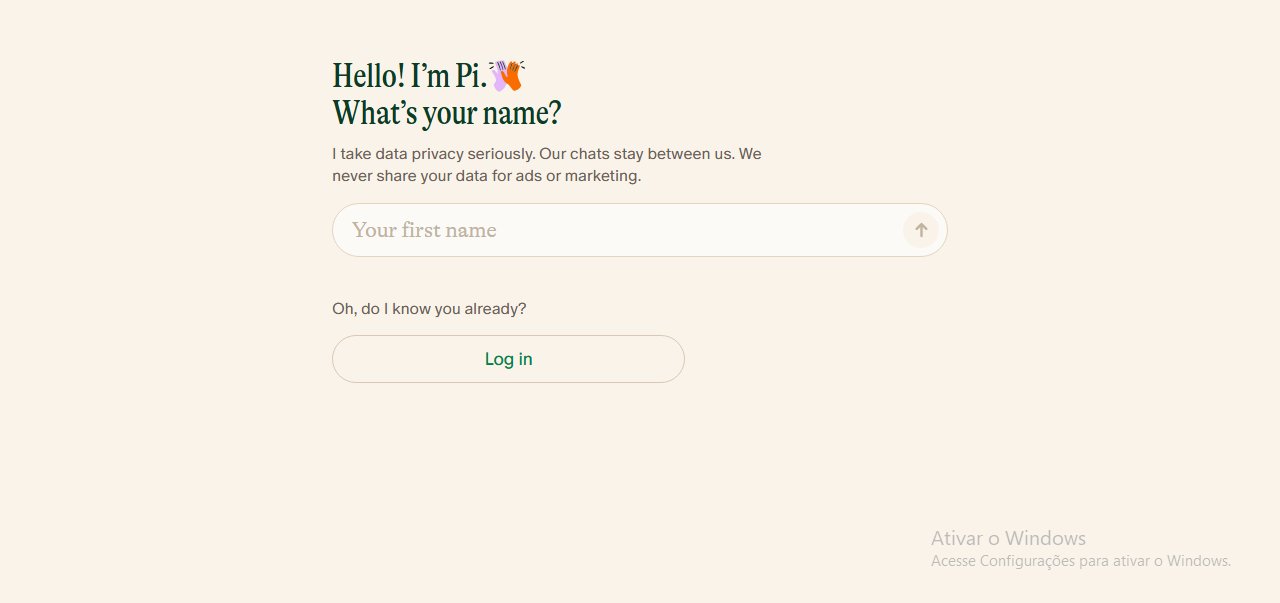 Hello! I’m Pi.
What’s your name?
I take data privacy seriously. Our chats stay between us. We
never share your data for ads or marketing.
Your first name
Oh, do I know you already?
Log in
Ativar o Windows
Acesse Configurações para ativar o Windows.